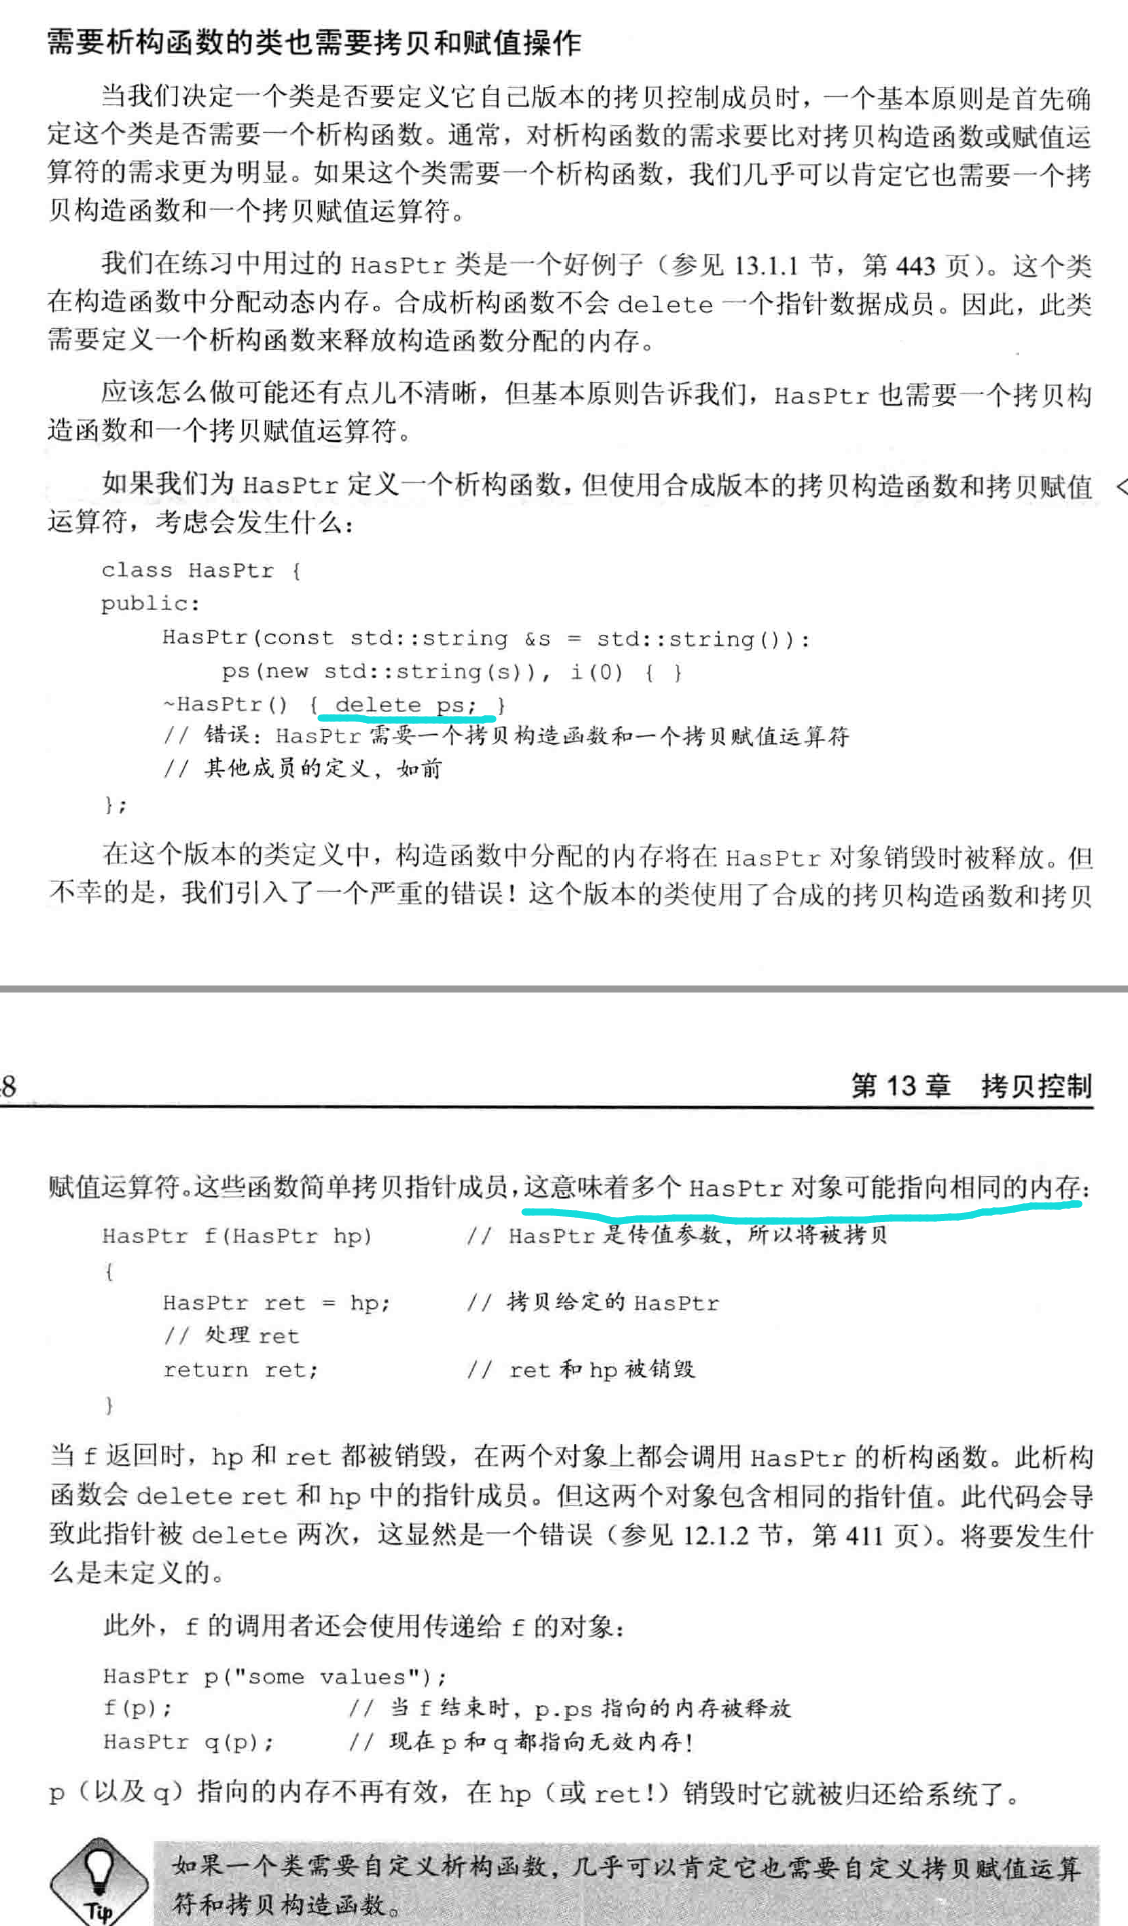 需要析构函数的类也需要拷贝和赋值操作
当我们决定一个类是否要定义它自己版本的拷贝控制成员时，一个基本原则是首先确
定这个类是否需要一个析构函数。通常，对析构函数的需求要比对拷贝构造函数或赋值运
算符的需求更为明显。如果这个类需要一个析构函数，我们几乎可以肯定它也需要一个拷
贝构造函数和一个拷贝赋值运算符。
我们在练习中用过的 HasPtr 类是一个好例子（参见 13.1.1 节，第 443 页）。这个类
在构造函数中分配动态内存。合成析构函数不会 delete 一个指针数据成员。因此，此类
需要定义一个析构函数来释放构造函数分配的内存。
应该怎么做可能还有点儿不清晰，但基本原则告诉我们，HasPtr 也需要一个拷贝构
造函数和一个拷贝赋值运算符。
如果我们为 HasPtr 定义一个析构函数，但使用合成版本的拷贝构造函数和拷贝赋值
运算符，考虑会发生什么：
class HasPtr {
public:
HasPtr(const std::string &s = std::string()):
ps(new std::string(s)), i(0) { }
~HasPtr() { delete ps; }
// 错误：HasPtr 需要一个拷贝构造函数和一个拷贝赋值运算符
// 其他成员的定义，如前
};
在这个版本的类定义中，构造函数中分配的内存将在 HasPtr 对象销毁时被释放。但
不幸的是，我们引入了一个严重的错误！这个版本的类使用了合成的拷贝构造函数和拷贝
8
第 13 章 拷贝控制
赋值运算符。这些函数简单拷贝指针成员，这意味着多个 HasPtr 对象可能指向相同的内存：
HasPtr f(HasPtr hp) // HasPtr 是传值参数，所以将被拷贝
{
HasPtr ret = hp; // 拷贝给定的 HasPtr
// 处理 ret
return ret; // ret 和 hp 被销毁
}
当 f 返回时，hp 和 ret 都被销毁，在两个对象上都会调用 HasPtr 的析构函数。此析构
函数会 delete ret 和 hp 中的指针成员。但这两个对象包含相同的指针值。此代码会导
致此指针被 delete 两次，这显然是一个错误（参见 12.1.2 节，第 411 页）。将要发生什
么是未定义的。
此外，f 的调用者还会使用传递给 f 的对象：
HasPtr p("some values");
f(p); // 当 f 结束时，p.ps 指向的内存被释放
HasPtr q(p); // 现在 p 和 q 都指向无效内存！
p（以及 q）指向的内存不再有效，在 hp（或 ret！）销毁时它就被归还给系统了。
如果一个类需要自定义析构函数，几乎可以肯定它也需要自定义拷贝赋值运算
符和拷贝构造函数。
Tip